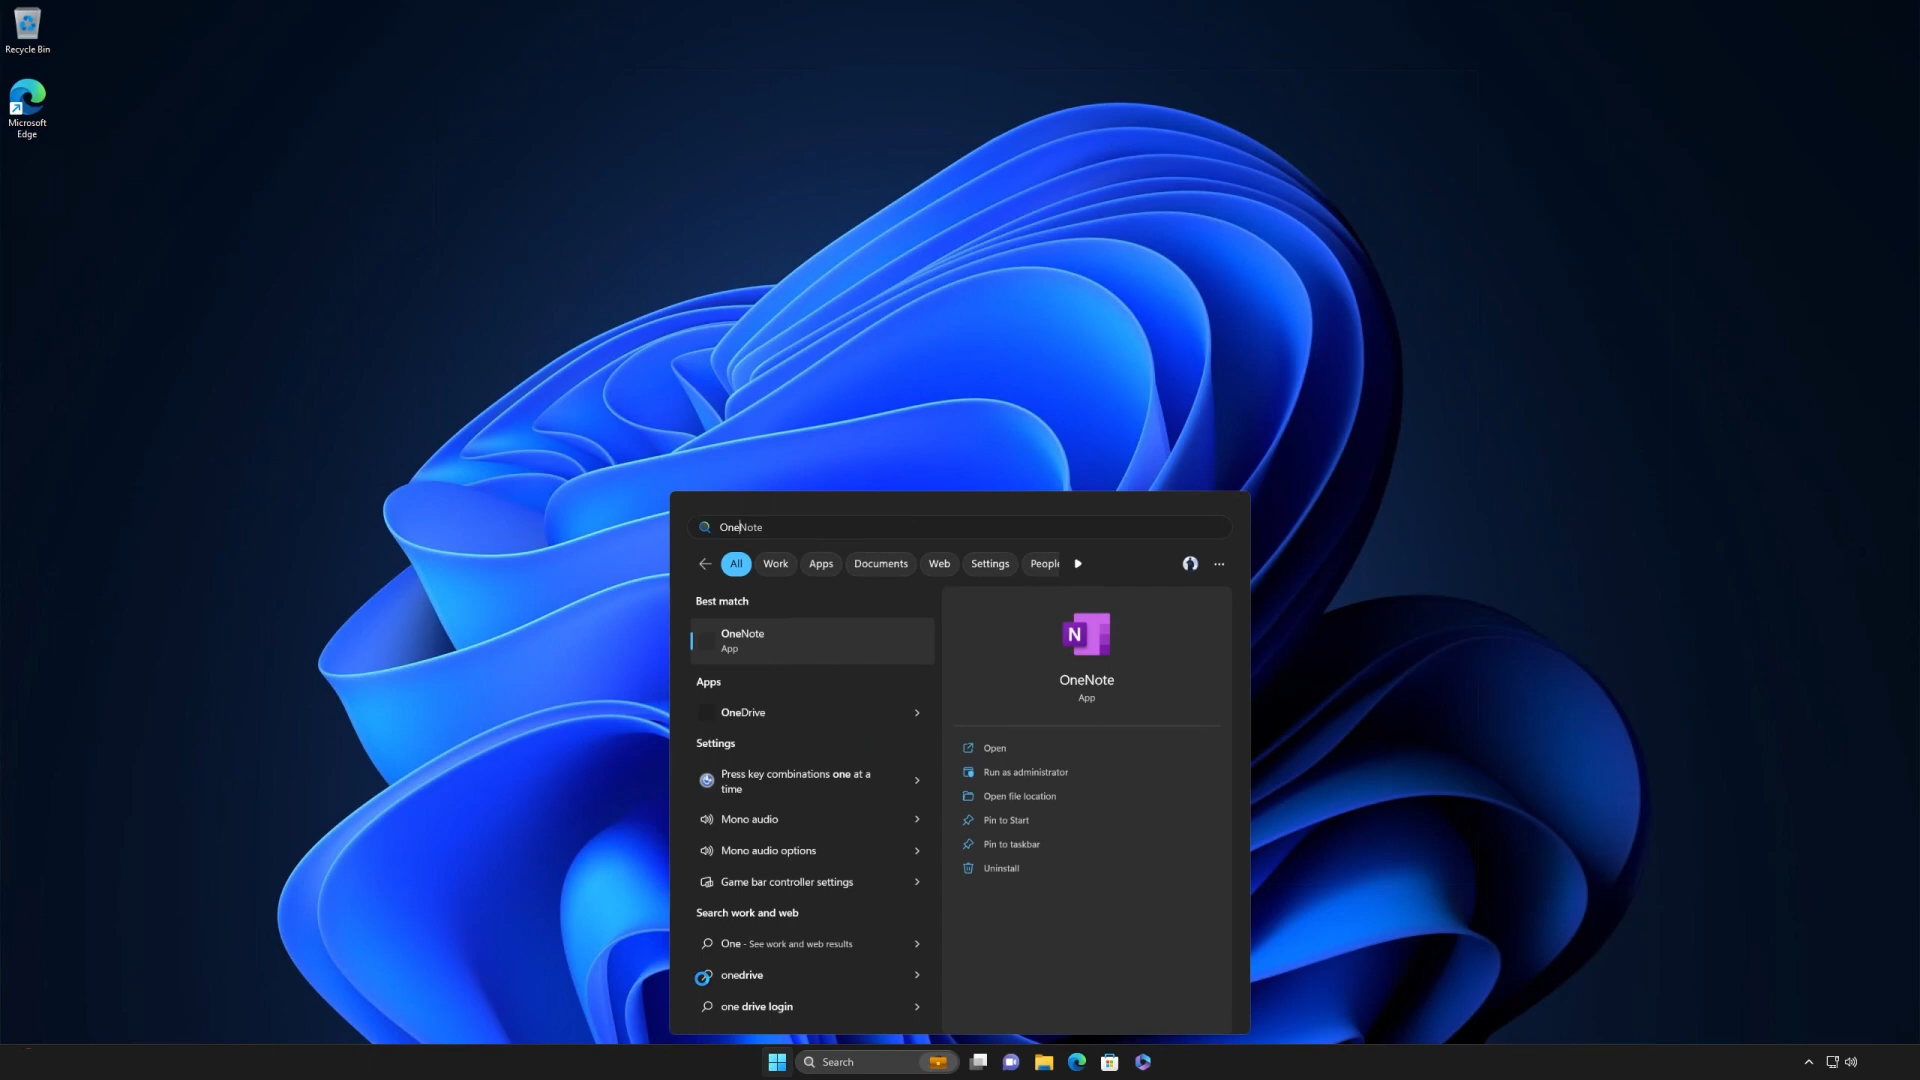 Recycle Bin
Microsoft
Edge
OneNote
All
Work
Apps
Documents
Web
Settings
People
Best match
OneNote
App
Apps
OneDrive
Settings
Press key combinations one at a
time
Mono audio
Mono audio options
Game bar controller settings
Search work and web
One - See work and web results
onedrive
one drive login
N
OneNote
App
Open
Run as administrator
Open file location
Pin to Start
Pin to taskbar
Uninstall
Search